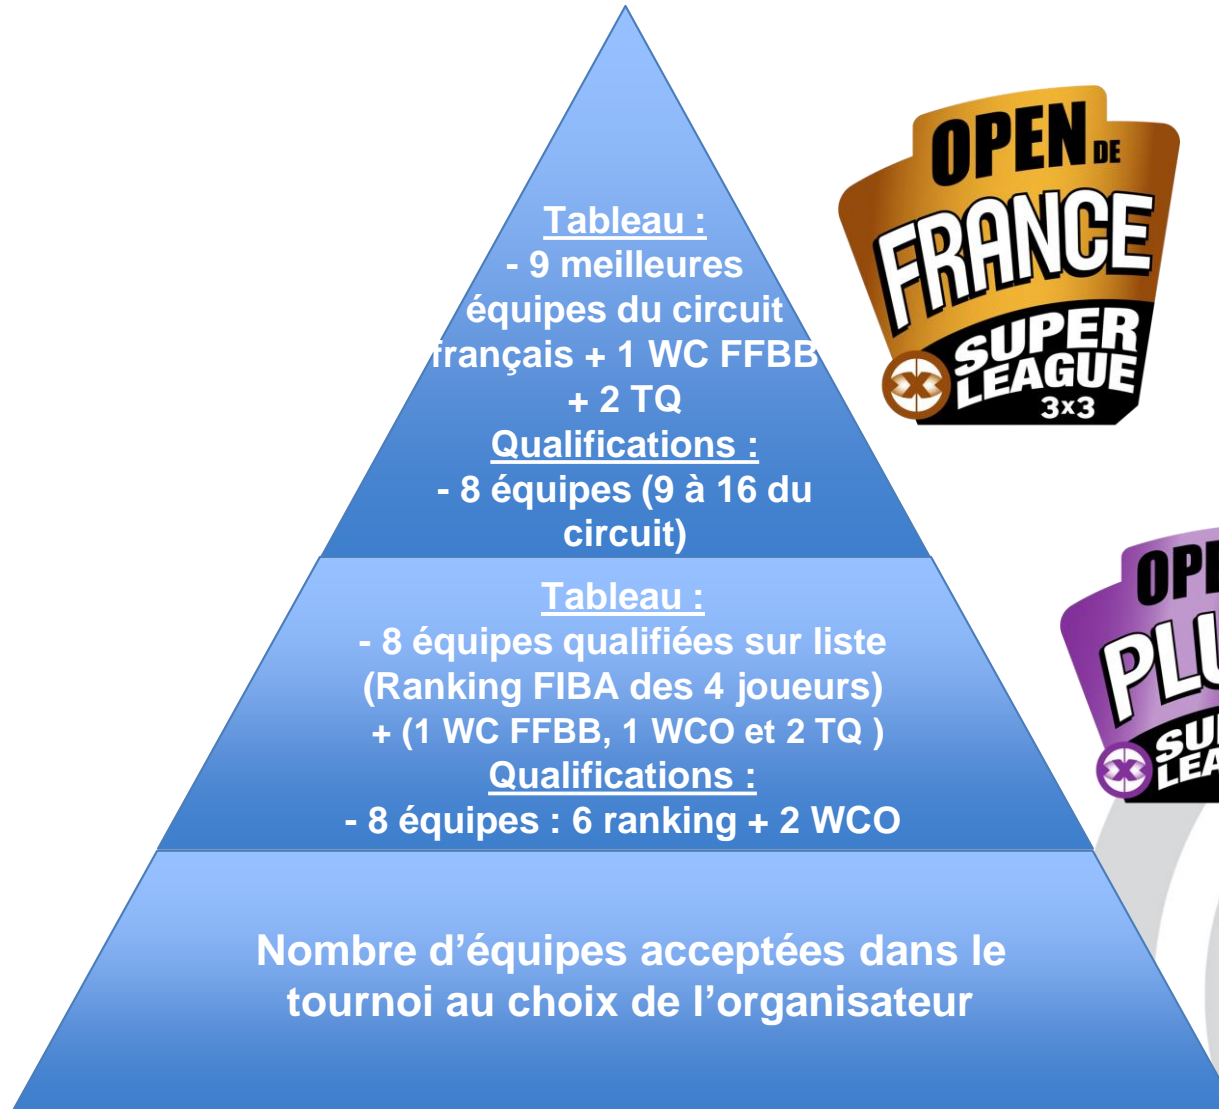 Tableau :
- 9 meilleures
équipes du circuit
français + 1 WC FFBB
+ 2 TQ
Qualifications :
- 8 équipes (9 à 16 du
circuit)
OPEN DE
FRANCE
SUPER
LEAGUE
3x3
Tableau :
- 8 équipes qualifiées sur liste
(Ranking FIBA des 4 joueurs)
+ (1 WC FFBB, 1 WCO et 2 TQ )
Qualifications :
- 8 équipes : 6 ranking + 2 WCO
Nombre d’équipes acceptées dans le
tournoi au choix de l’organisateur